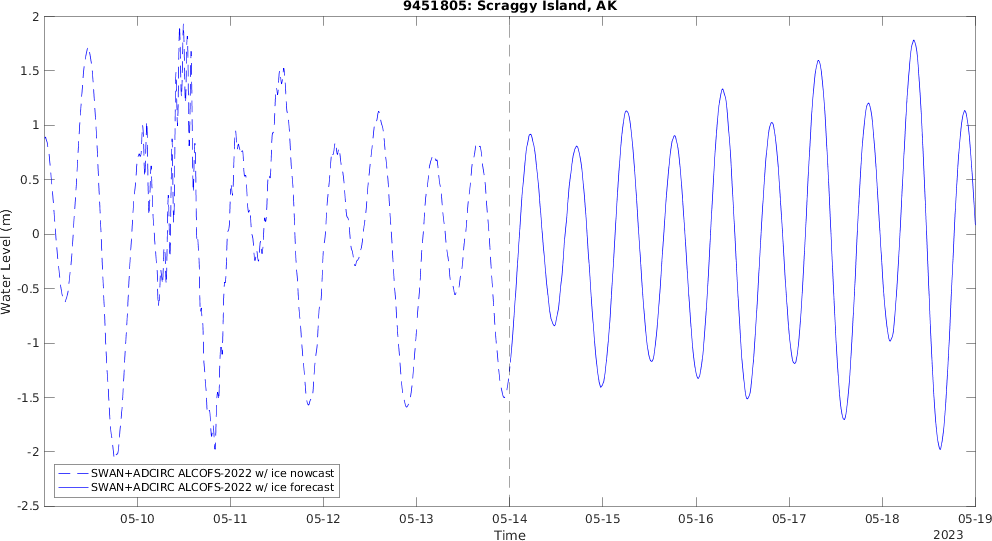 9451805: Scraggy Island, AK
Water Level (m)
2
1.5
1
0.5
0
-0.5
-1
-1.5
-2
-2.5
SWAN+ADCIRC ALCOFS-2022 w/ ice nowcast
SWAN+ADCIRC ALCOFS-2022 w/ ice forecast
05-10 05-11 05-12 05-13 05-14 05-15 05-16 05-17 05-18 05-19
Time
2023